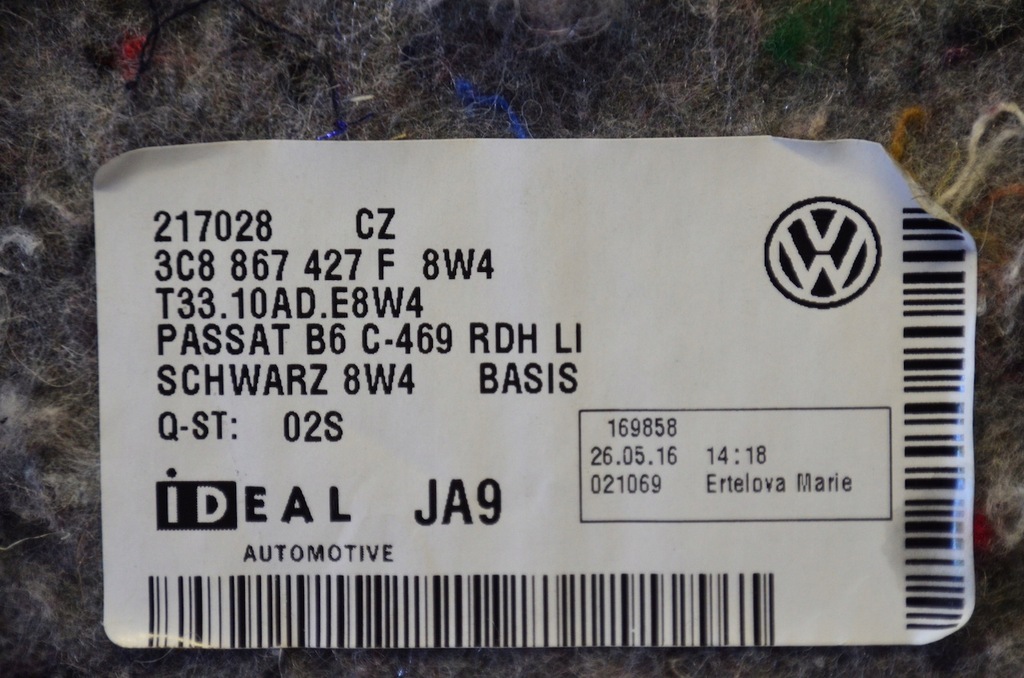 217028 CZ
3C8 867 427 F 8W4
T33.10AD.E8W4
PASSAT B6 C-469 RDH LI
SCHWARZ 8W4 BASIS
Q-ST: 02S
169858
26.05.16 14:18
021069 Ertelova Marie
iDEAL JA9
AUTOMOTIVE